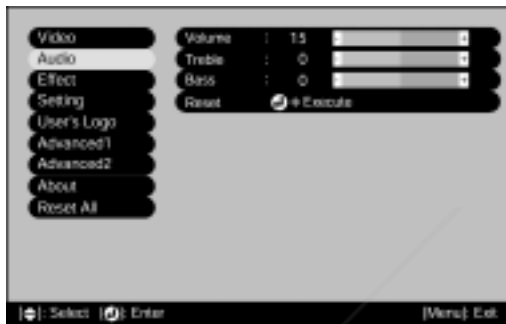 Video
Audio
Effect
Setting
User's Logo
Advanced1
Advanced2
About
Reset All
Volume : 15 - +
Treble : 0 - +
Bass : 0 - +
Reset : Execute
: Select : Enter [Menu]: Exit